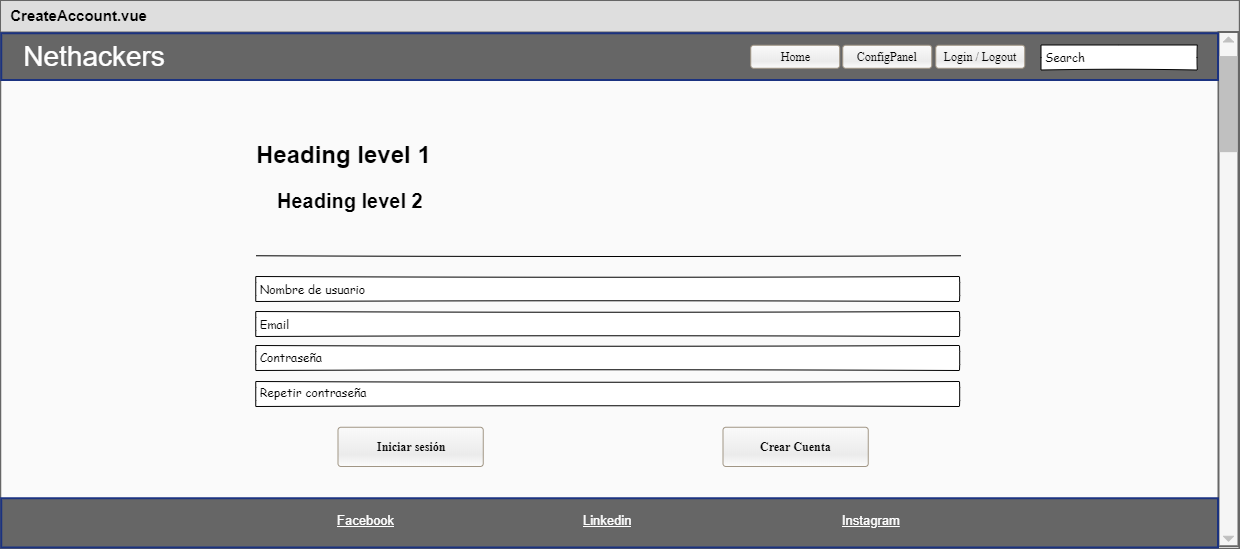 CreateAccount.vue
Nethackers Home ConfigPanel Login / Logout Search
Heading level 1
Heading level 2
Nombre de usuario
Email
Contraseña
Repetir contraseña
Iniciar sesión Crear Cuenta
Facebook Linkedin Instagram